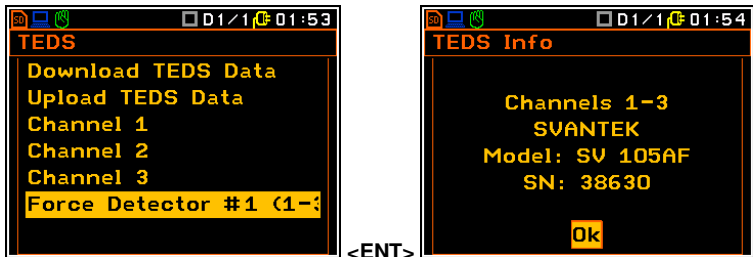 D1/1 01:53
TEDS
Download TEDS Data
Upload TEDS Data
Channel 1
Channel 2
Channel 3
Force Detector #1 (1-3
<ENT>
D1/1 01:54
TEDS Info
Channels 1-3
SVANTEK
Model: SV 105AF
SN: 38630
Ok